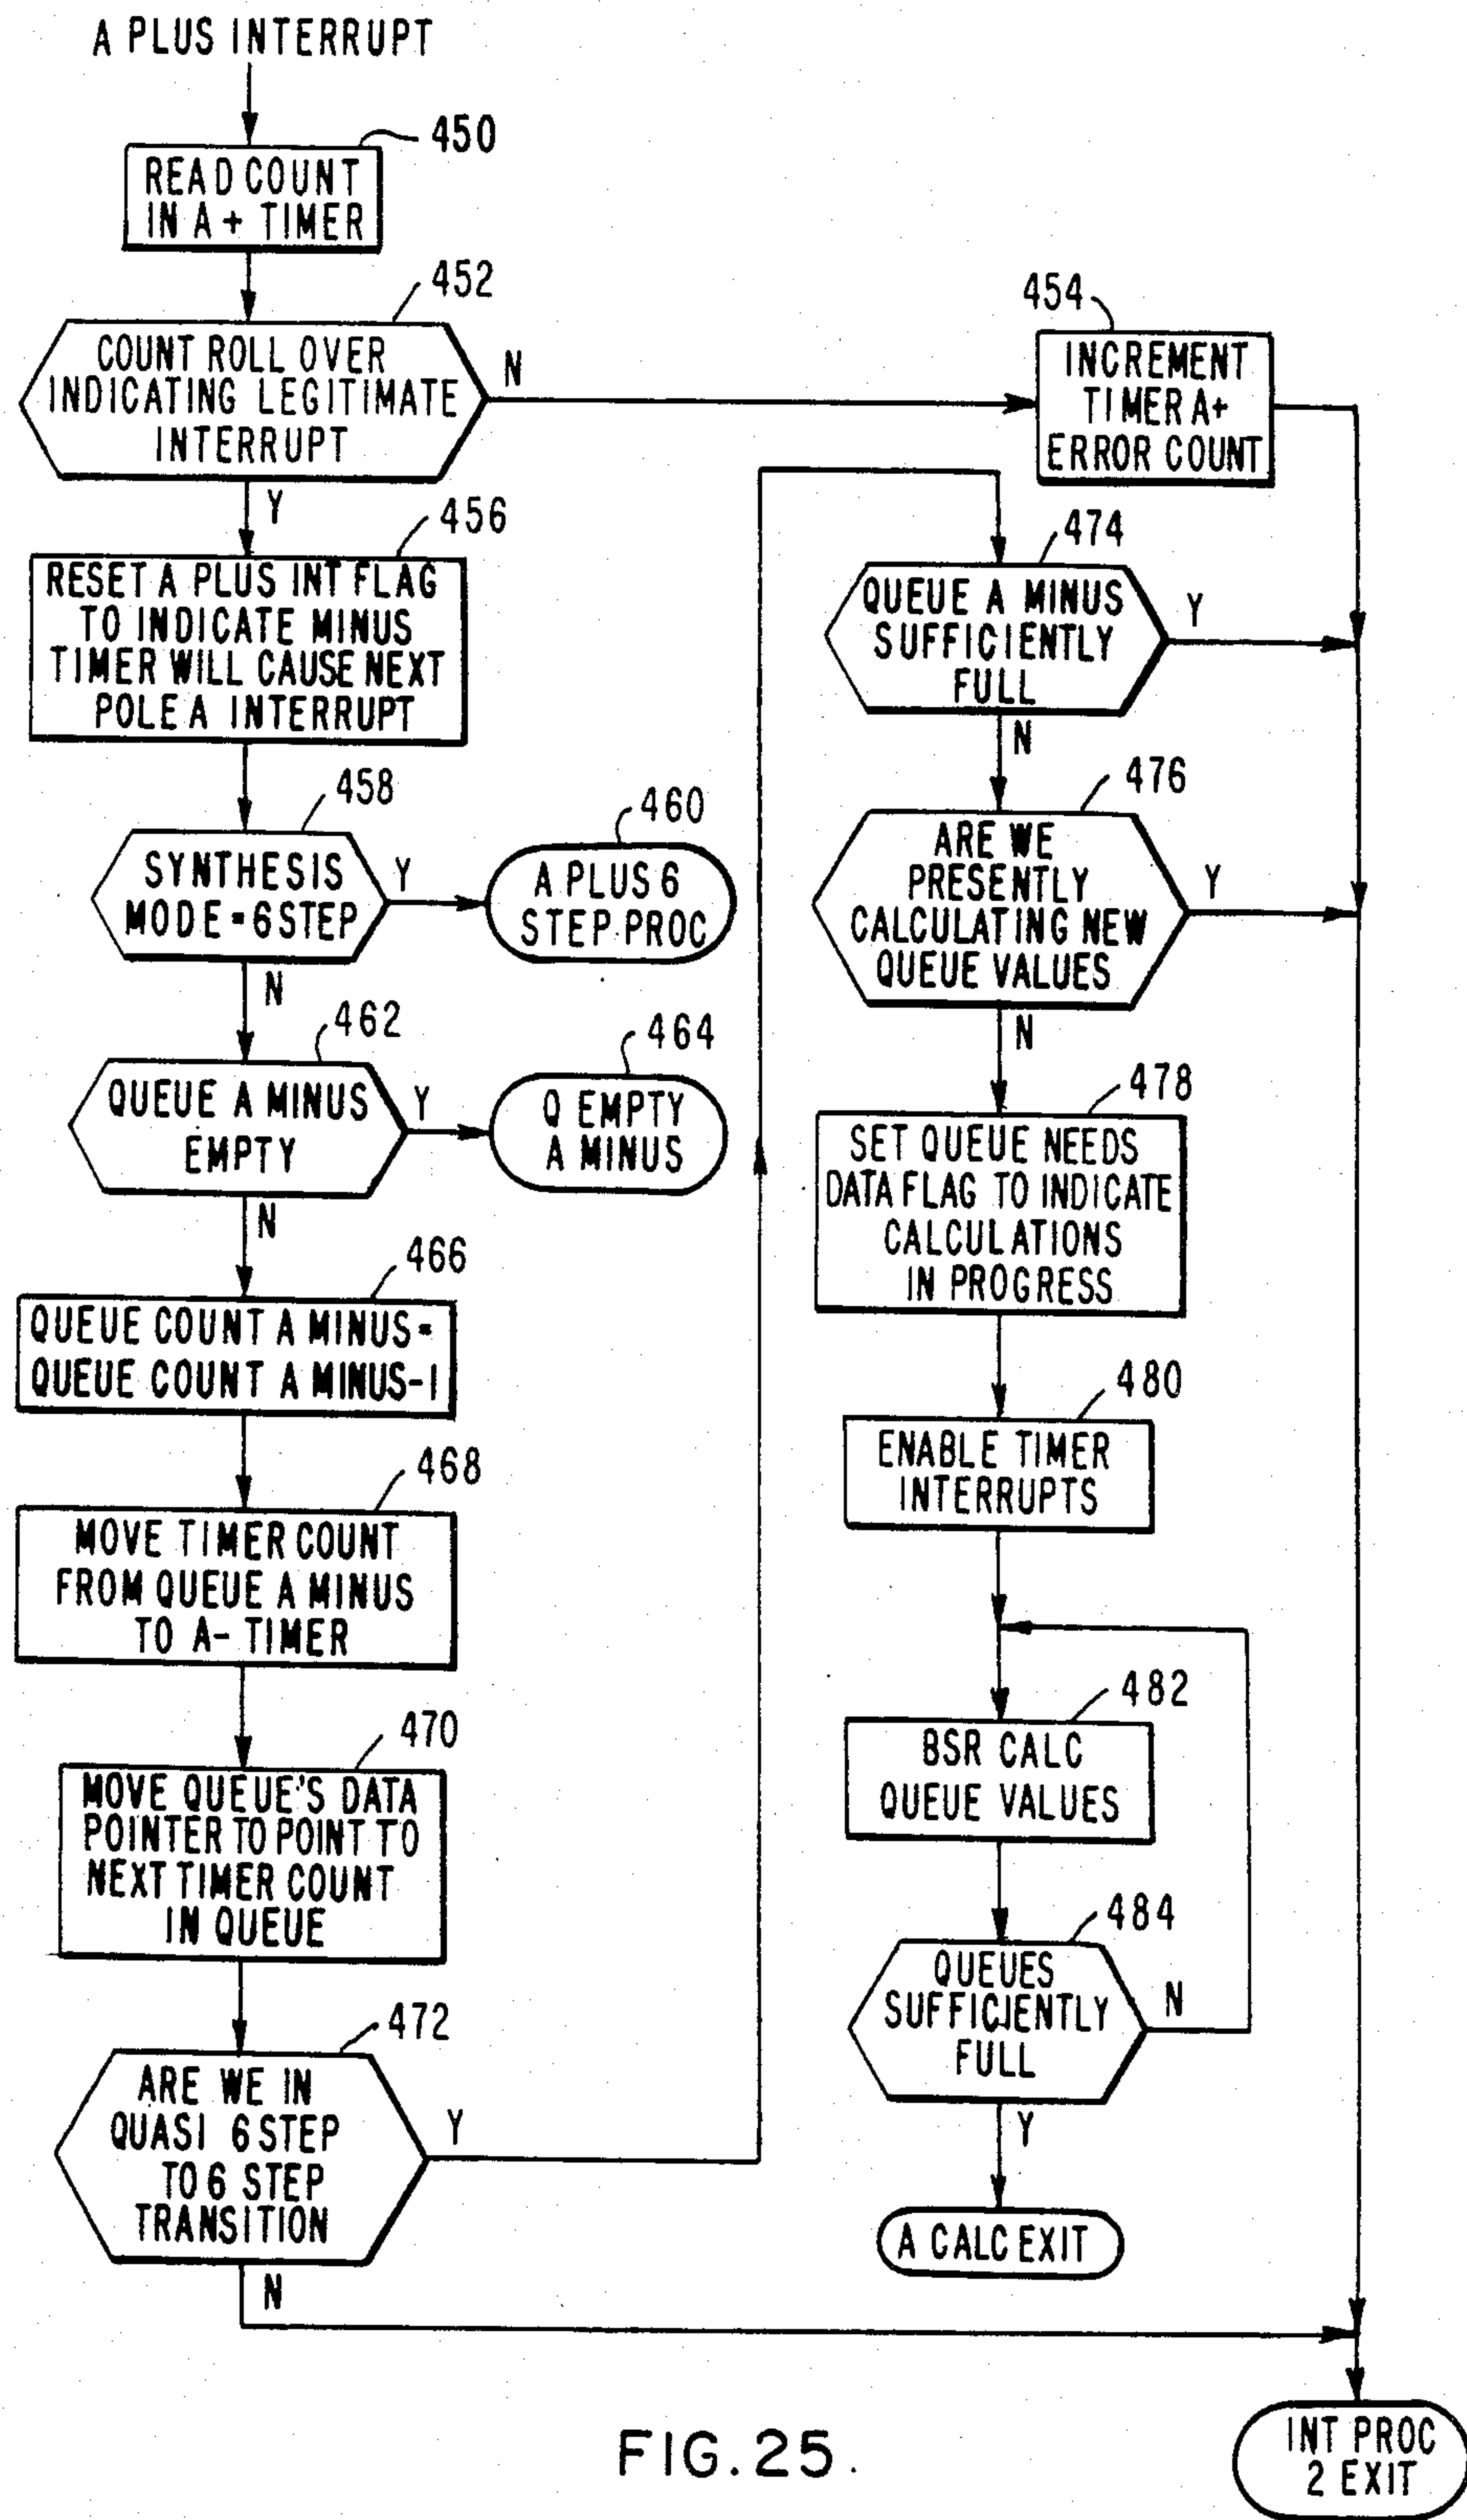 A PLUS INTERRUPT
450
READ COUNT
IN A + TIMER
452
COUNT ROLL OVER
INDICATING LEGITIMATE
INTERRUPT
N
Y
454
INCREMENT
TIMER A+
ERROR COUNT
456
RESET A PLUS INT FLAG
TO INDICATE MINUS
TIMER WILL CAUSE NEXT
POLE A INTERRUPT
458
SYNTHESIS
MODE = 6 STEP
Y
N
460
A PLUS 6
STEP PROC
462
QUEUE A MINUS
EMPTY
Y
N
464
Q EMPTY
A MINUS
466
QUEUE COUNT A MINUS =
QUEUE COUNT A MINUS - 1
468
MOVE TIMER COUNT
FROM QUEUE A MINUS
TO A- TIMER
470
MOVE QUEUE'S DATA
POINTER TO POINT TO
NEXT TIMER COUNT
IN QUEUE
472
ARE WE IN
QUASI 6 STEP
TO 6 STEP
TRANSITION
Y
N
474
QUEUE A MINUS
SUFFICIENTLY
FULL
Y
N
476
ARE WE
PRESENTLY
CALCULATING NEW
QUEUE VALUES
Y
N
478
SET QUEUE NEEDS
DATA FLAG TO INDICATE
CALCULATIONS
IN PROGRESS
480
ENABLE TIMER
INTERRUPTS
482
BSR CALC
QUEUE VALUES
484
QUEUES
SUFFICIENTLY
FULL
N
Y
A CALC EXIT
INT PROC
2 EXIT
FIG. 25.